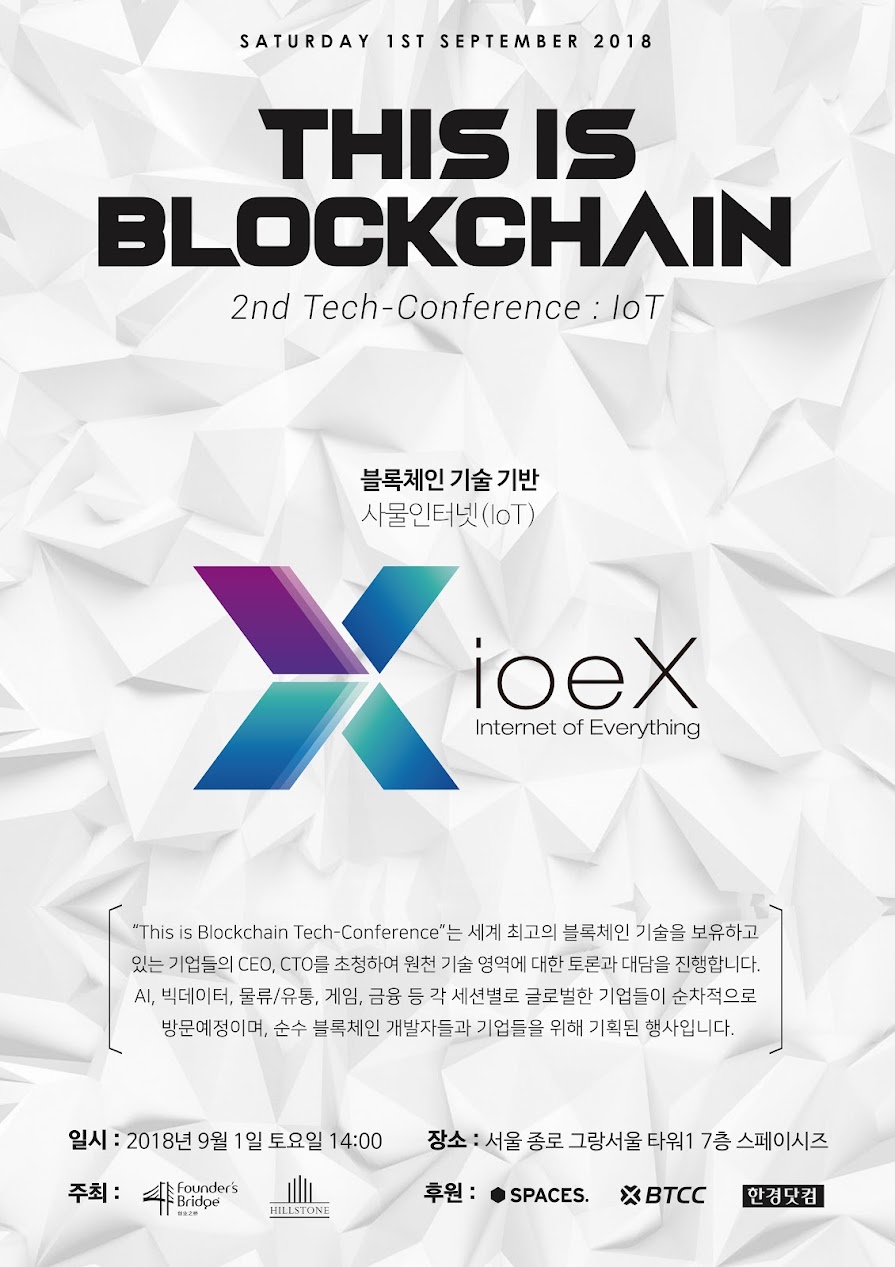 SATURDAY 1ST SEPTEMBER 2018
THIS IS
BLOCKCHAIN
2nd Tech-Conference : IoT
블록체인 기술 기반
사물인터넷(IoT)
ioeX
Internet of Everything
“This is Blockchain Tech-Conference”는 세계 최고의 블록체인 기술을 보유하고
있는 기업들의 CEO, CTO를 초청하여 원천 기술 영역에 대한 토론과 대담을 진행합니다.
AI, 빅데이터, 물류/유통, 게임, 금융 등 각 세션별로 글로벌한 기업들이 순차적으로
방문예정이며, 순수 블록체인 개발자들과 기업들을 위해 기획된 행사입니다.
일시 : 2018년 9월 1일 토요일 14:00
장소 : 서울 종로 그랑서울 타워1 7층 스페이시즈
주최 :
Founder's
Bridge
创业之桥
HILLSTONE
후원 :
SPACES.
BTCC
한경닷컴